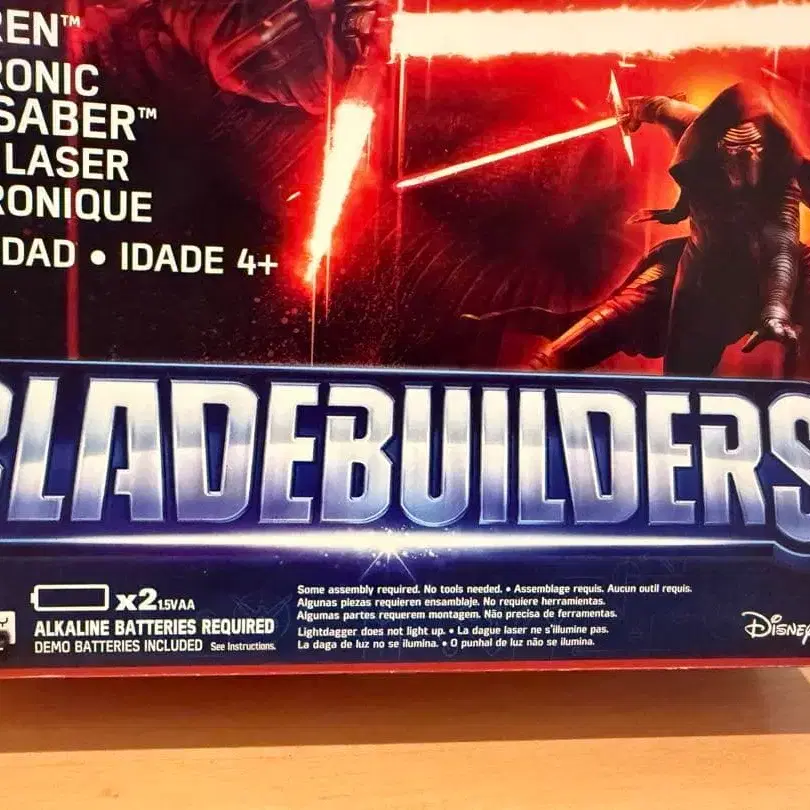 REN™
RONIC
SABER™
LASER
RONIQUE
DAD • IDADE 4+
BLADEBUILDERS
x2 1.5V AA
ALKALINE BATTERIES REQUIRED
DEMO BATTERIES INCLUDED See Instructions.
Some assembly required. No tools needed. • Assemblage requis. Aucun outil requis.
Algunas piezas requieren ensamblaje. No requiere herramientas.
Algumas partes requerem montagem. Não precisa de ferramentas.
Lightdagger does not light up. • La dague laser ne s'illumine pas.
La daga de luz no se ilumina. • O punhal de luz não se ilumina.
Disney